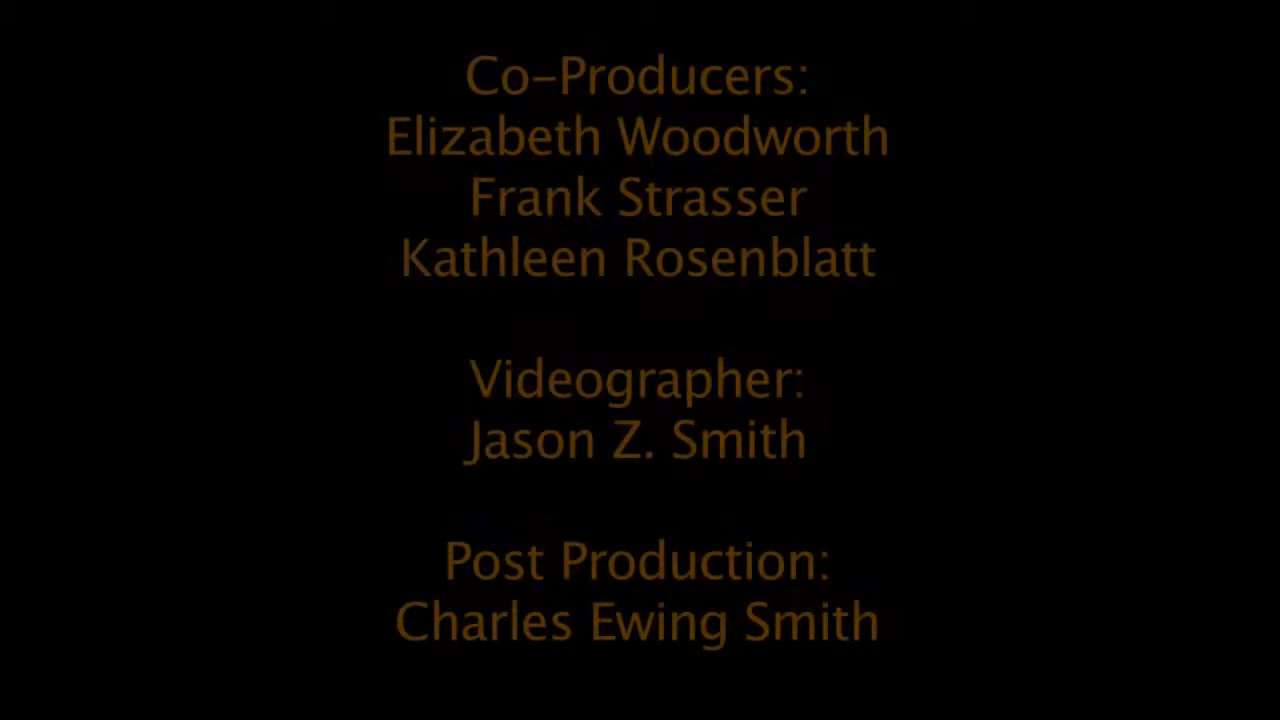 Co-Producers:
Elizabeth Woodworth
Frank Strasser
Kathleen Rosenblatt
Videographer:
Jason Z. Smith
Post Production:
Charles Ewing Smith